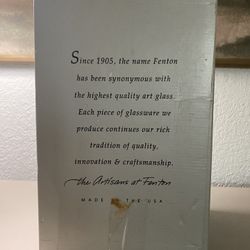 Since 1905, the name Fenton
has been synonymous with
the highest quality art glass.
Each piece of glassware we
produce continues our rich
tradition of quality,
innovation & craftsmanship.
the Artisans at Fenton
MADE IN THE USA